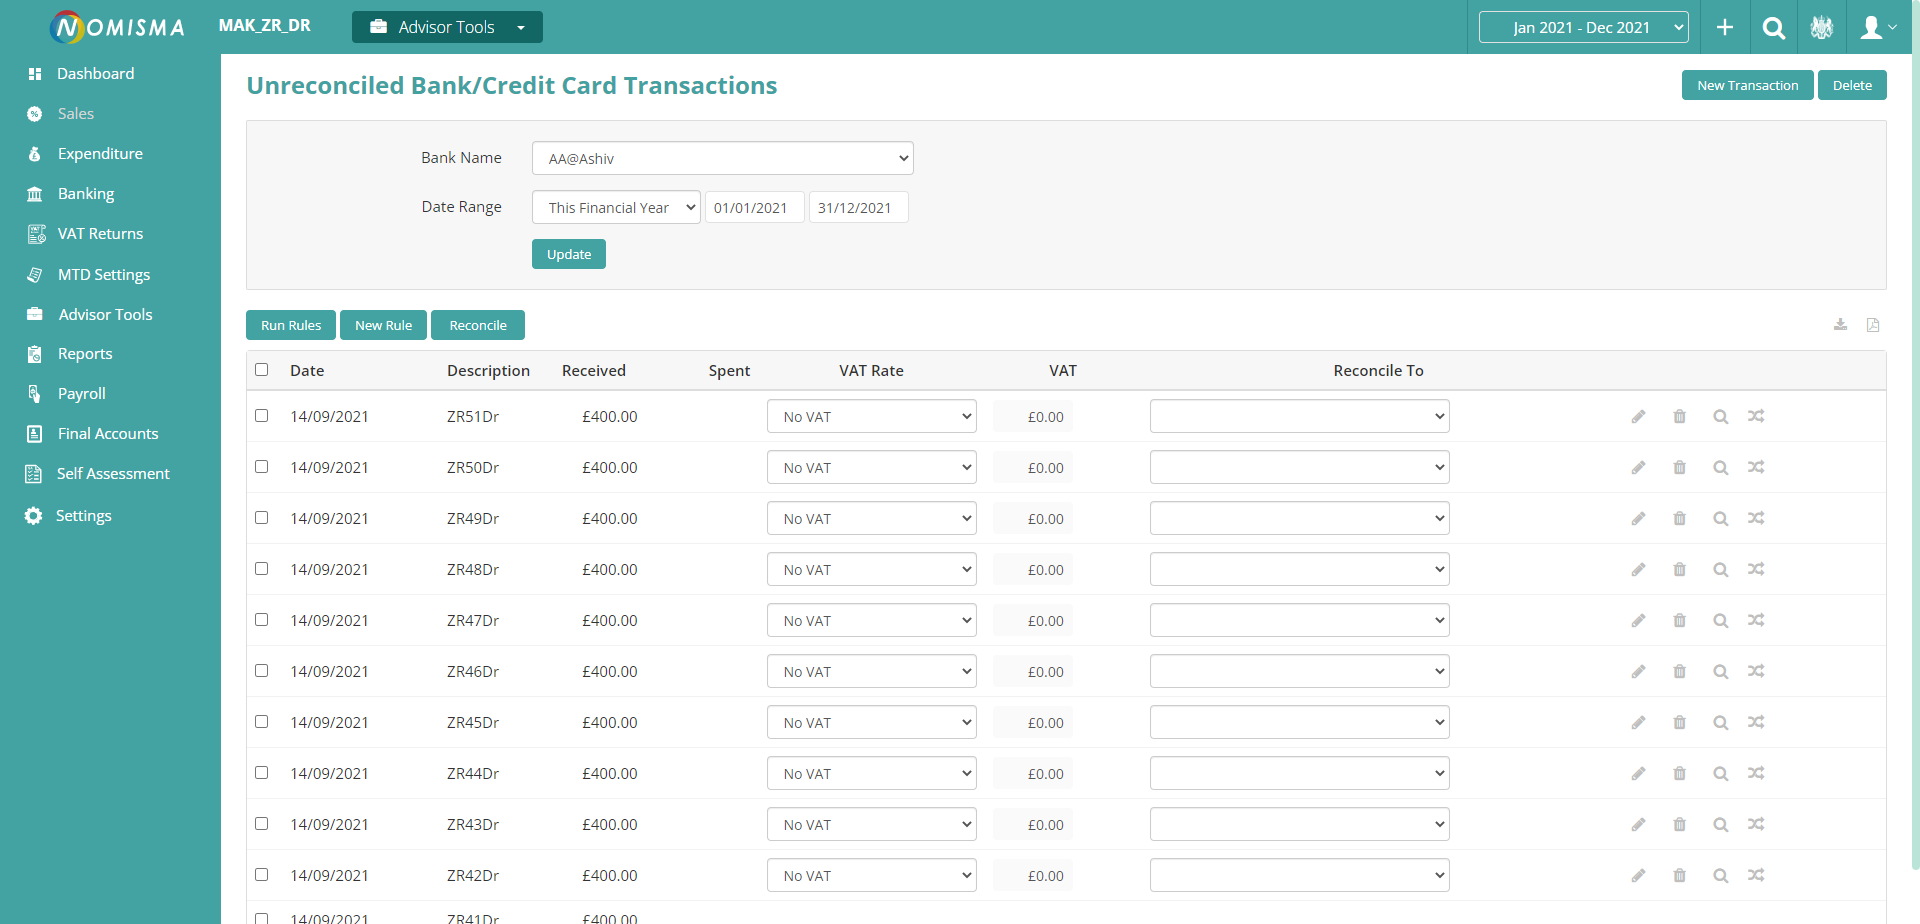 NOMISMA
MAK_ZR_DR
Advisor Tools
Jan 2021 - Dec 2021
Dashboard
Sales
Expenditure
Banking
VAT Returns
MTD Settings
Advisor Tools
Reports
Payroll
Final Accounts
Self Assessment
Settings
Unreconciled Bank/Credit Card Transactions
New Transaction Delete
Bank Name AA@Ashiv
Date Range This Financial Year 01/01/2021 31/12/2021
Update
Run Rules New Rule Reconcile
Date Description Received Spent VAT Rate VAT Reconcile To
14/09/2021 ZR51Dr £400.00 No VAT £0.00
14/09/2021 ZR50Dr £400.00 No VAT £0.00
14/09/2021 ZR49Dr £400.00 No VAT £0.00
14/09/2021 ZR48Dr £400.00 No VAT £0.00
14/09/2021 ZR47Dr £400.00 No VAT £0.00
14/09/2021 ZR46Dr £400.00 No VAT £0.00
14/09/2021 ZR45Dr £400.00 No VAT £0.00
14/09/2021 ZR44Dr £400.00 No VAT £0.00
14/09/2021 ZR43Dr £400.00 No VAT £0.00
14/09/2021 ZR42Dr £400.00 No VAT £0.00
14/09/2021 ZR41Dr £400.00